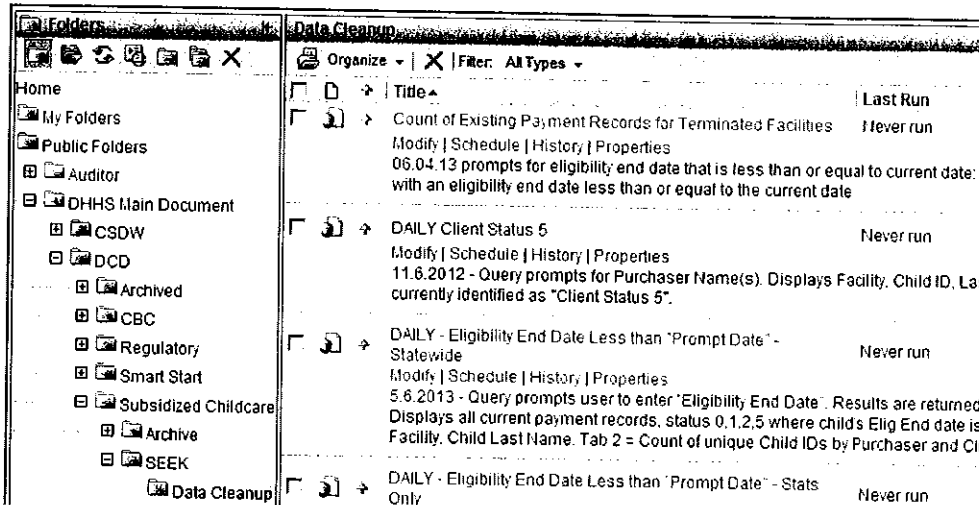 Folders
Home
My Folders
Public Folders
Auditor
DHHS Main Document
CSDW
DCD
Archived
CBC
Regulatory
Smart Start
Subsidized Childcare
Archive
SEEK
Data Cleanup
Data Cleanup
Organize Filter: All Types
Title Last Run
Count of Existing Payment Records for Terminated Facilities Never run
Modify | Schedule | History | Properties
06.04.13 prompts for eligibility end date that is less than or equal to current date:
with an eligibility end date less than or equal to the current date
DAILY Client Status 5 Never run
Modify | Schedule | History | Properties
11.6.2012 - Query prompts for Purchaser Name(s). Displays Facility, Child ID, La
currently identified as "Client Status 5".
DAILY - Eligibility End Date Less than "Prompt Date" -
Statewide Never run
Modify | Schedule | History | Properties
5.6.2013 - Query prompts user to enter "Eligibility End Date". Results are returned
Displays all current payment records, status 0,1,2,5 where child's Elig End date is
Facility, Child Last Name. Tab 2 = Count of unique Child IDs by Purchaser and Ci
DAILY - Eligibility End Date Less than "Prompt Date" - Stats
Only Never run